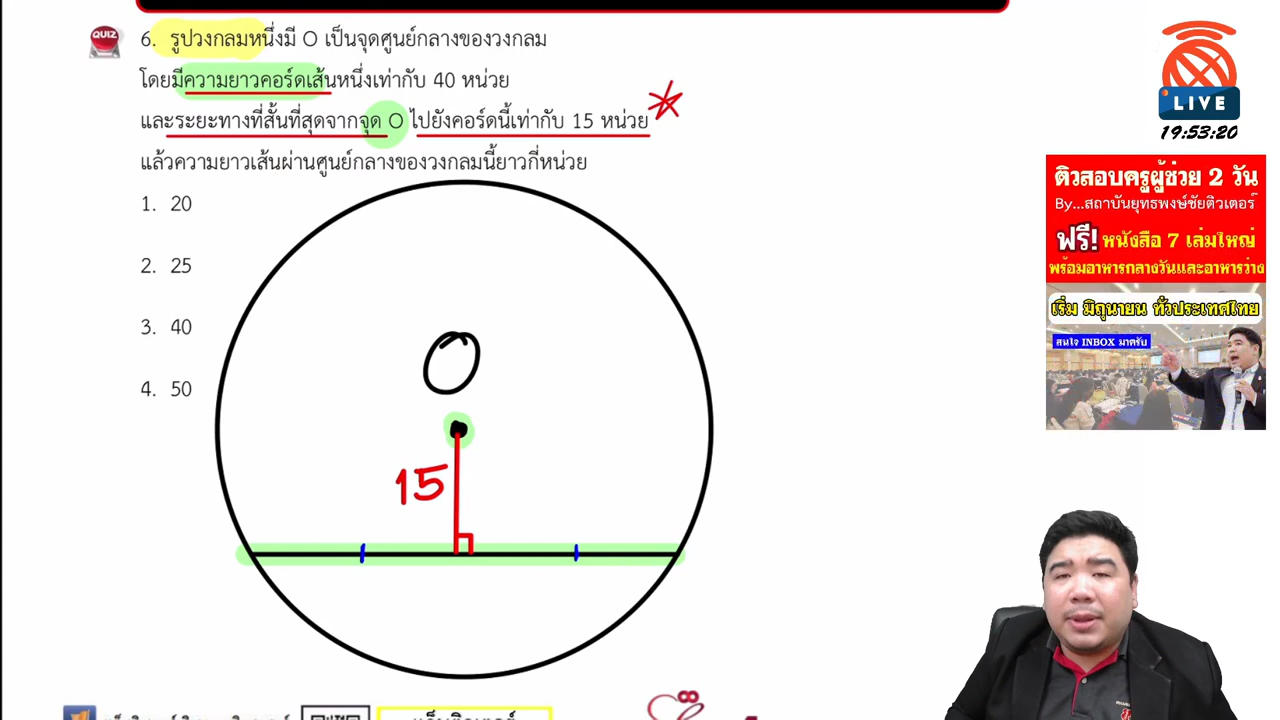 QUIZ
6. รูปวงกลมหนึ่งมี O เป็นจุดศูนย์กลางของวงกลม
โดยมีความยาวคอร์ดเส้นหนึ่งเท่ากับ 40 หน่วย
และระยะทางที่สั้นที่สุดจากจุด O ไปยังคอร์ดนี้เท่ากับ 15 หน่วย
แล้วความยาวเส้นผ่านศูนย์กลางของวงกลมนี้ยาวกี่หน่วย
1. 20
2. 25
3. 40
4. 50
O
15
LIVE
19:53:20
ติวสอบครูผู้ช่วย 2 วัน
By...สถาบันยุทธพงษ์ชัยติวเตอร์
ฟรี! หนังสือ 7 เล่มใหญ่
พร้อมอาหารกลางวันและอาหารว่าง
เริ่ม มิถุนายน ทั่วประเทศไทย
สนใจ INBOX มาครับ